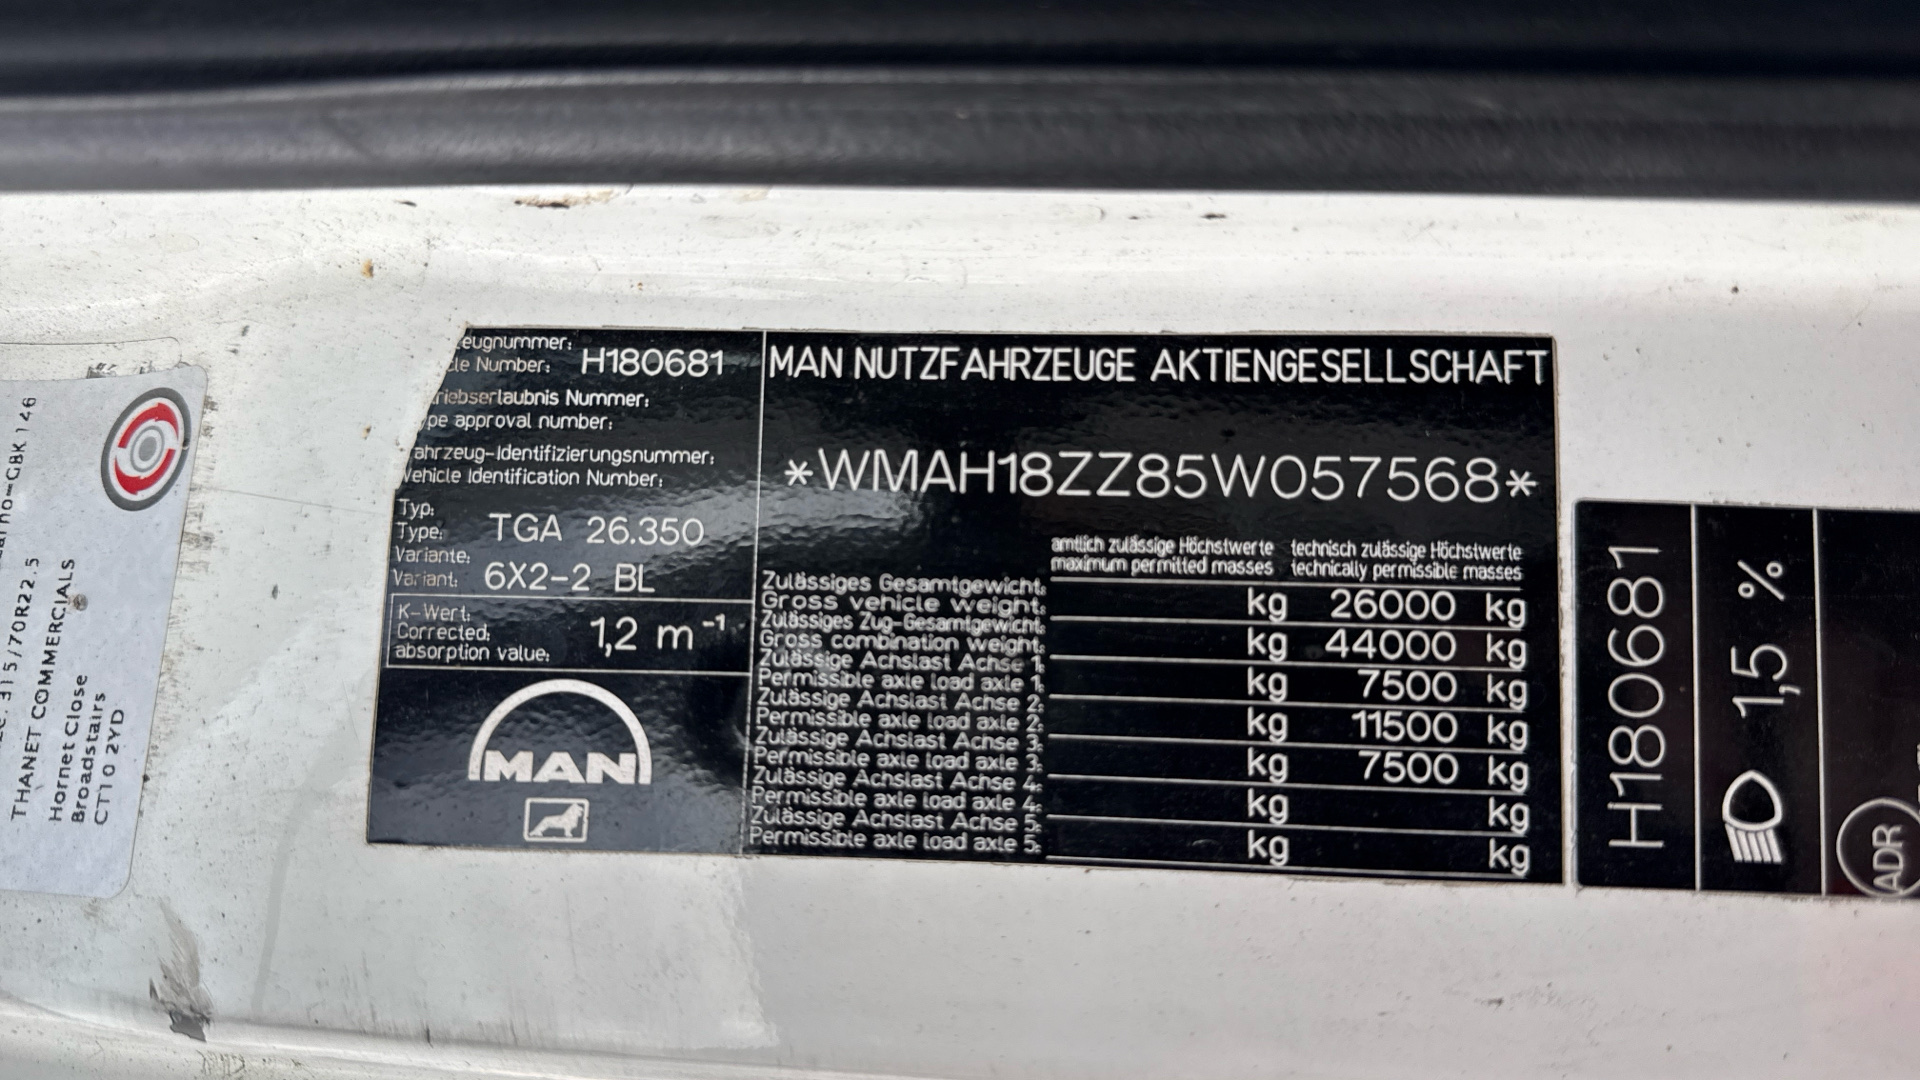 GBK 146
315/70R22.5
THANET COMMERCIALS
Hornet Close
Broadstairs
CT10 2YD
eugnummer:
cle Number: H180681
riebserlaubnis Nummer:
pe approval number:
ahrzeug-Identifizierungsnummer:
Vehicle Identification Number:
Typ:
Type: TGA 26.350
Variante:
Variant: 6X2-2 BL
K-Wert:
Corrected:
absorption value: 1,2 m⁻¹
MAN
MAN NUTZFAHRZEUGE AKTIENGESELLSCHAFT
*WMAH18ZZ85W057568*
amtlich zulässige Höchstwerte technisch zulässige Höchstwerte
maximum permitted masses technically permissible masses
Zulässiges Gesamtgewicht:
Gross vehicle weight: kg 26000 kg
Zulässiges Zug-Gesamtgewicht:
Gross combination weight: kg 44000 kg
Zulässige Achslast Achse 1:
Permissible axle load axle 1: kg 7500 kg
Zulässige Achslast Achse 2:
Permissible axle load axle 2: kg 11500 kg
Zulässige Achslast Achse 3:
Permissible axle load axle 3: kg 7500 kg
Zulässige Achslast Achse 4:
Permissible axle load axle 4: kg kg
Zulässige Achslast Achse 5:
Permissible axle load axle 5: kg kg
H180681
1,5 %
ADR